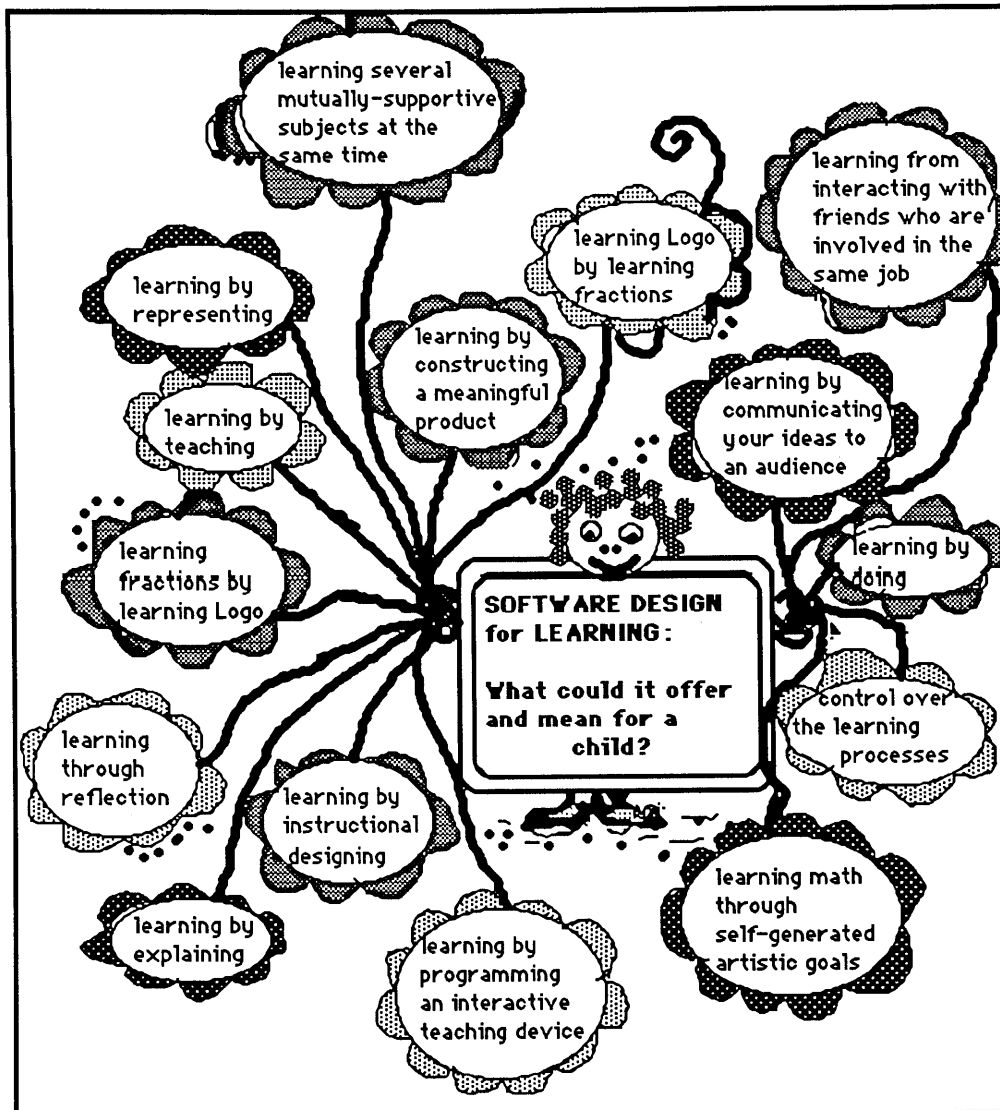 learning several
mutually-supportive
subjects at the
same time
learning from
interacting with
friends who are
involved in the
same job
learning Logo
by learning
fractions
learning by
representing
learning by
constructing
a meaningful
product
learning by
communicating
your ideas to
an audience
learning by
teaching
learning
fractions by
learning Logo
learning by
doing
SOFTWARE DESIGN
for LEARNING:
What could it offer
and mean for a
child?
control over
the learning
processes
learning
through
reflection
learning by
instructional
designing
learning math
through
self-generated
artistic goals
learning by
explaining
learning by
programming
an interactive
teaching device